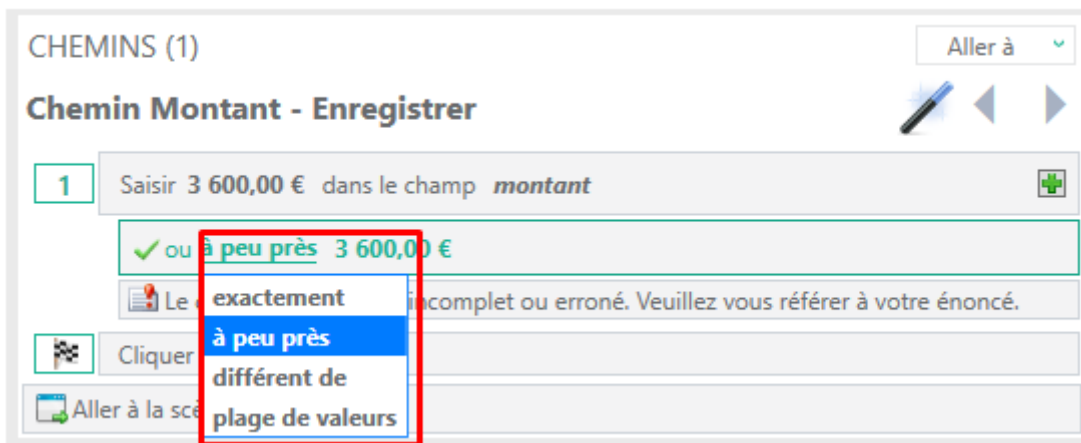 CHEMINS (1)
Aller à
Chemin Montant - Enregistrer
1 Saisir 3 600,00 € dans le champ montant
ou à peu près 3 600,00 €
Le incomplet ou erroné. Veuillez vous référer à votre énoncé.
exactement
à peu près
différent de
plage de valeurs
Cliquer
Aller à la